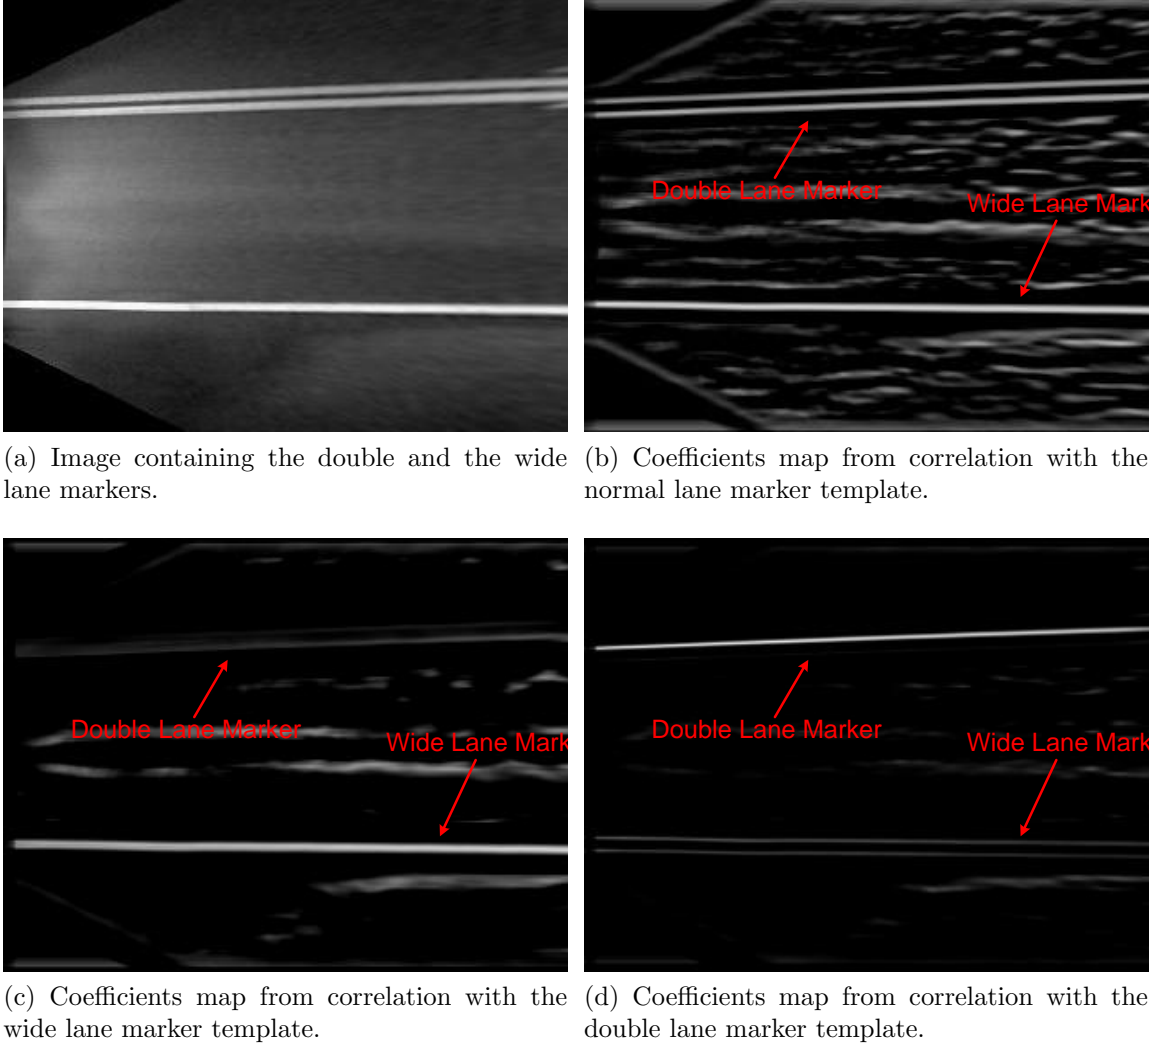 Double Lane Marker
Wide Lane Mark
(a) Image containing the double and the wide
lane markers.
(b) Coefficients map from correlation with the
normal lane marker template.
Double Lane Marker
Wide Lane Mark
Double Lane Marker
Wide Lane Mark
(c) Coefficients map from correlation with the
wide lane marker template.
(d) Coefficients map from correlation with the
double lane marker template.